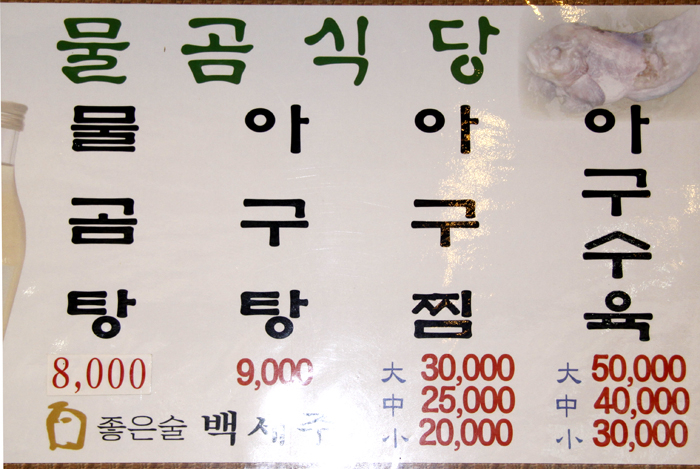 물곰식당
물곰탕
8,000
아구탕
9,000
아구찜
大 30,000
中 25,000
小 20,000
아구수육
大 50,000
中 40,000
小 30,000
좋은술 백세주